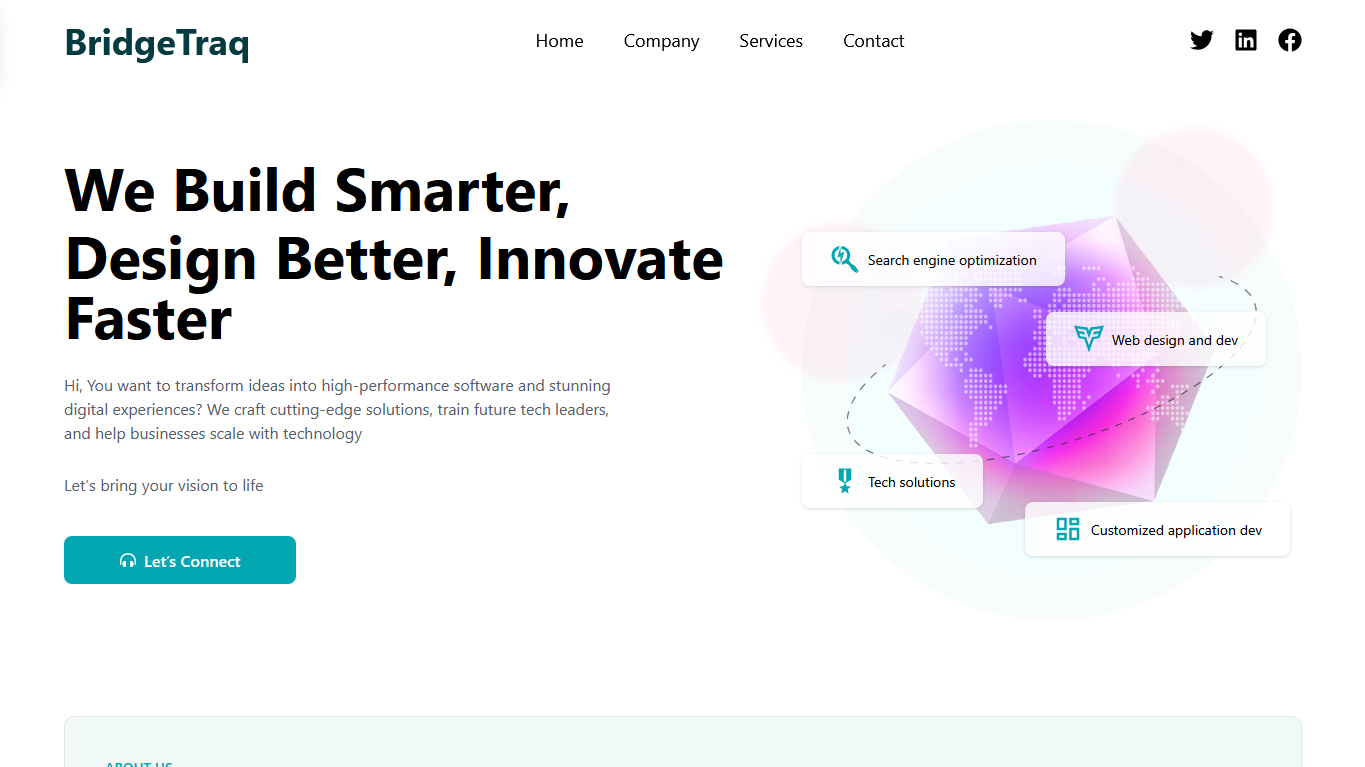 BridgeTraq
Home
Company
Services
Contact
We Build Smarter,
Design Better, Innovate
Faster
Hi, You want to transform ideas into high-performance software and stunning
digital experiences? We craft cutting-edge solutions, train future tech leaders,
and help businesses scale with technology
Let's bring your vision to life
Let's Connect
Search engine optimization
Web design and dev
Tech solutions
Customized application dev
ABOUT US